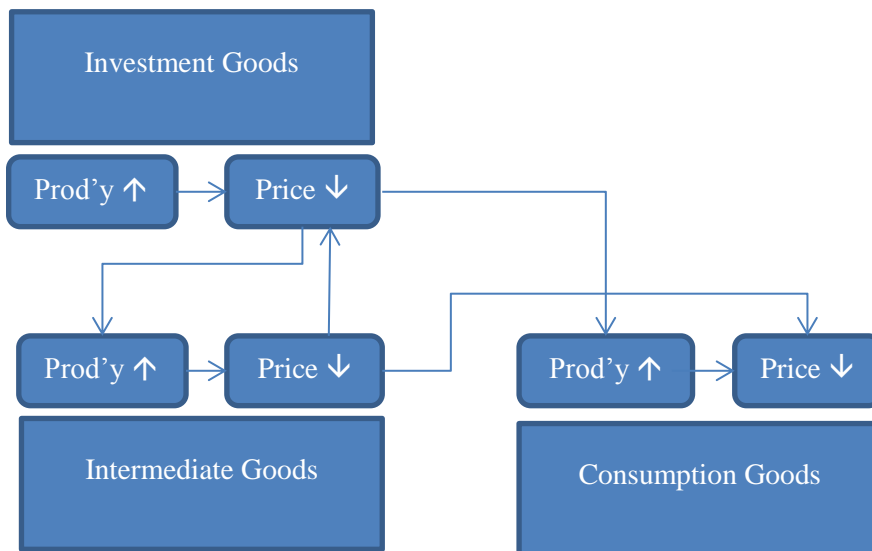 Investment Goods
Prod’y ↑
Price ↓
Prod’y ↑
Price ↓
Prod’y ↑
Price ↓
Intermediate Goods
Consumption Goods